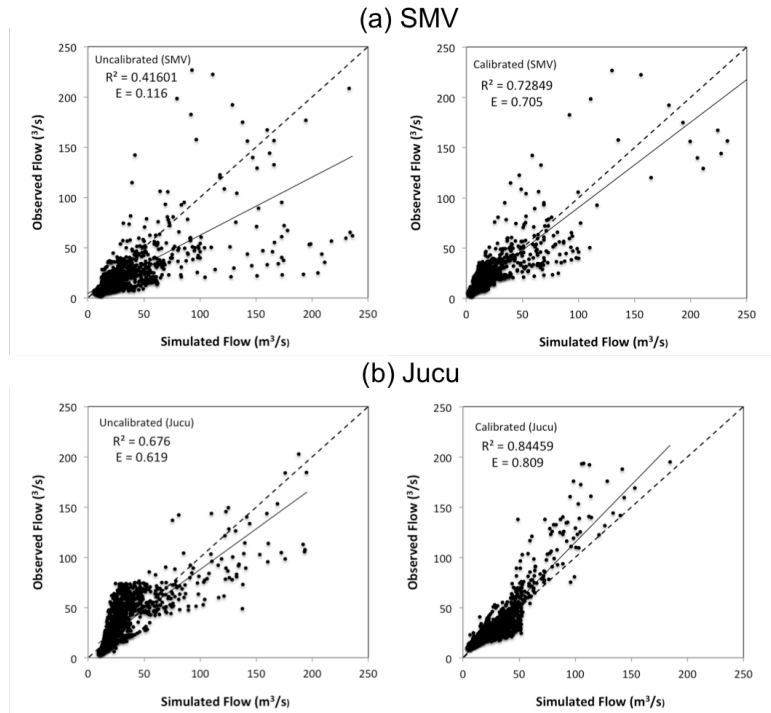 (a) SMV
250
200
150
100
50
0
Observed Flow (³/s)
Uncalibrated (SMV)
R² = 0.41601
E = 0.116
0 50 100 150 200 250
Simulated Flow (m³/s)
250
200
150
100
50
0
Observed Flow (³/s)
Calibrated (SMV)
R² = 0.72849
E = 0.705
0 50 100 150 200 250
Simulated Flow (m³/s)
(b) Jucu
250
200
150
100
50
0
Observed Flow (³/s)
Uncalibrated (Jucu)
R² = 0.676
E = 0.619
0 50 100 150 200 250
Simulated Flow (m³/s)
250
200
150
100
50
0
Observed Flow (³/s)
Calibrated (Jucu)
R² = 0.84459
E = 0.809
0 50 100 150 200 250
Simulated Flow (m³/s)